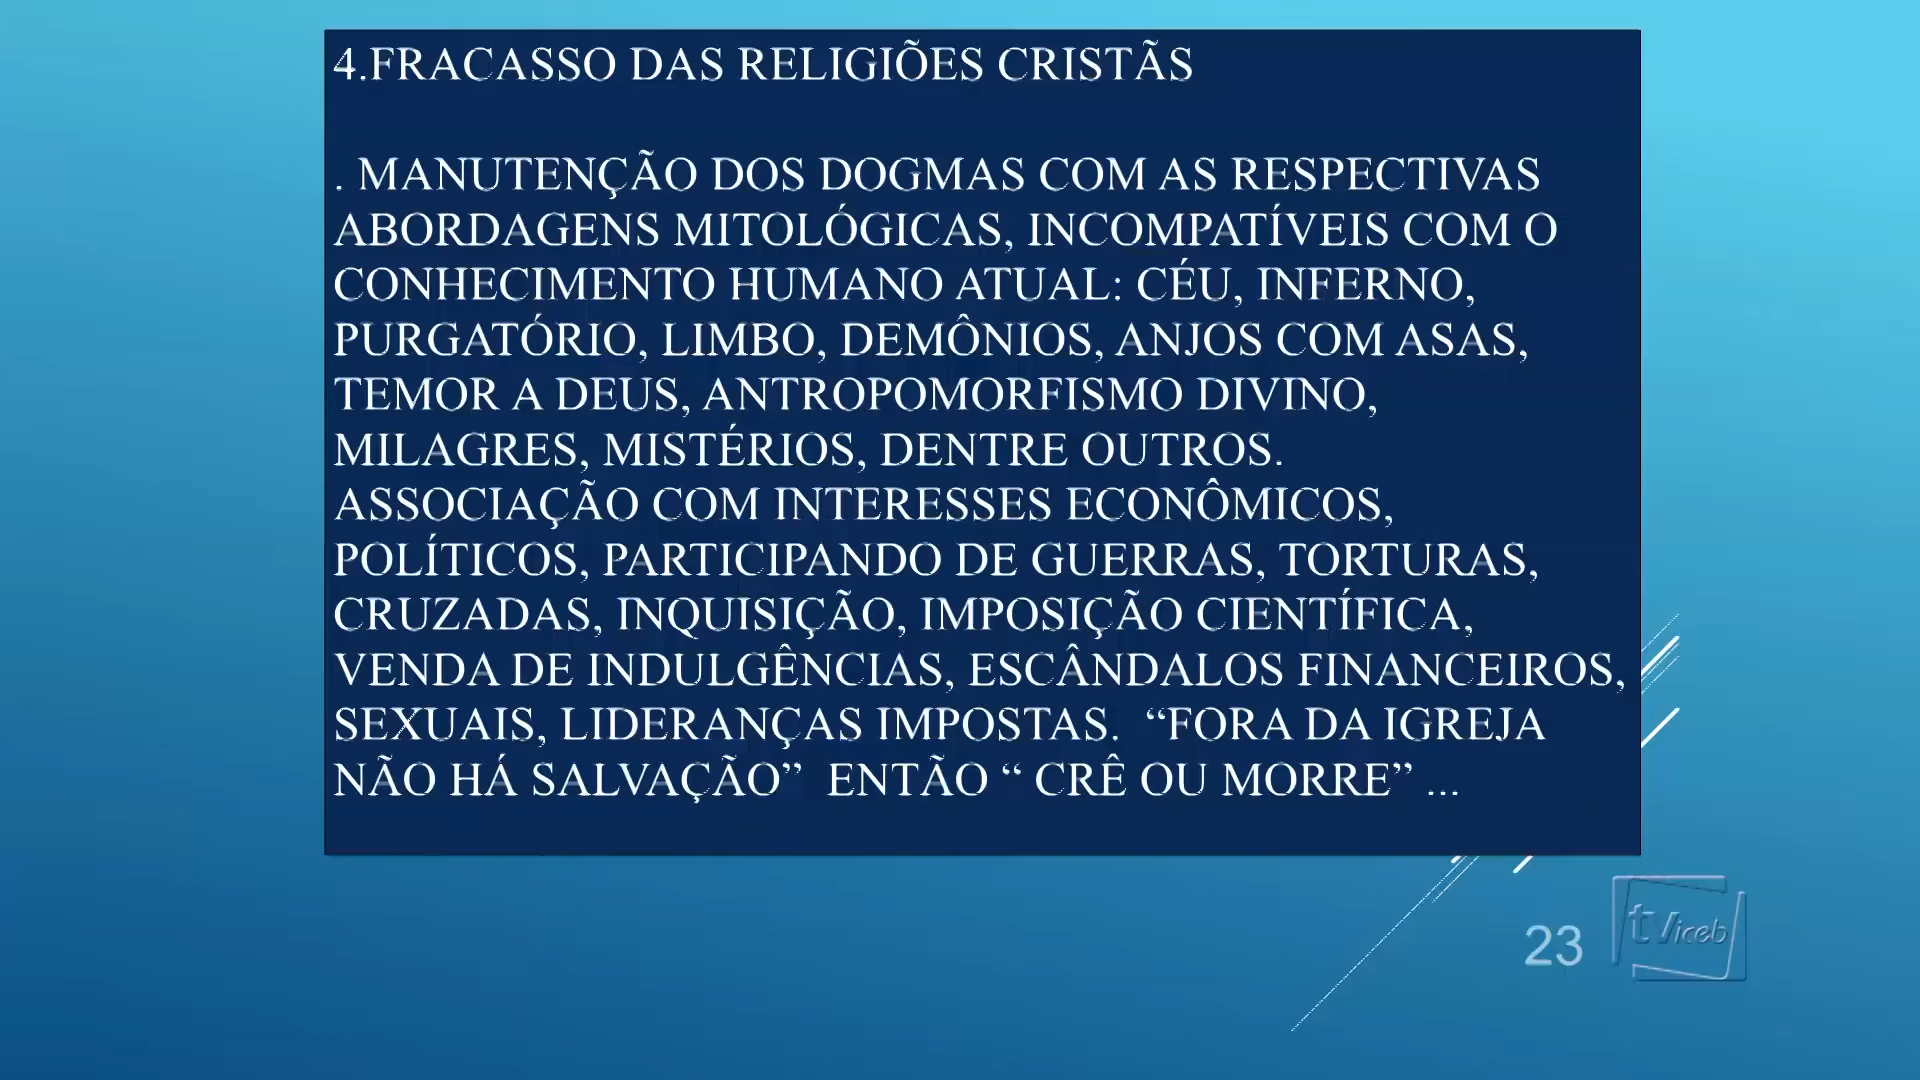 4.FRACASSO DAS RELIGIÕES CRISTÃS
. MANUTENÇÃO DOS DOGMAS COM AS RESPECTIVAS
ABORDAGENS MITOLÓGICAS, INCOMPATÍVEIS COM O
CONHECIMENTO HUMANO ATUAL: CÉU, INFERNO,
PURGATÓRIO, LIMBO, DEMÔNIOS, ANJOS COM ASAS,
TEMOR A DEUS, ANTROPOMORFISMO DIVINO,
MILAGRES, MISTÉRIOS, DENTRE OUTROS.
ASSOCIAÇÃO COM INTERESSES ECONÔMICOS,
POLÍTICOS, PARTICIPANDO DE GUERRAS, TORTURAS,
CRUZADAS, INQUISIÇÃO, IMPOSIÇÃO CIENTÍFICA,
VENDA DE INDULGÊNCIAS, ESCÂNDALOS FINANCEIROS,
SEXUAIS, LIDERANÇAS IMPOSTAS.  “FORA DA IGREJA
NÃO HÁ SALVAÇÃO”  ENTÃO “ CRÊ OU MORRE” ...
23
tViceb